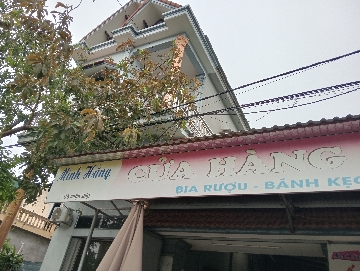 Minh Hằng
CỬA HÀNG
BIA RƯỢU - BÁNH KẸO